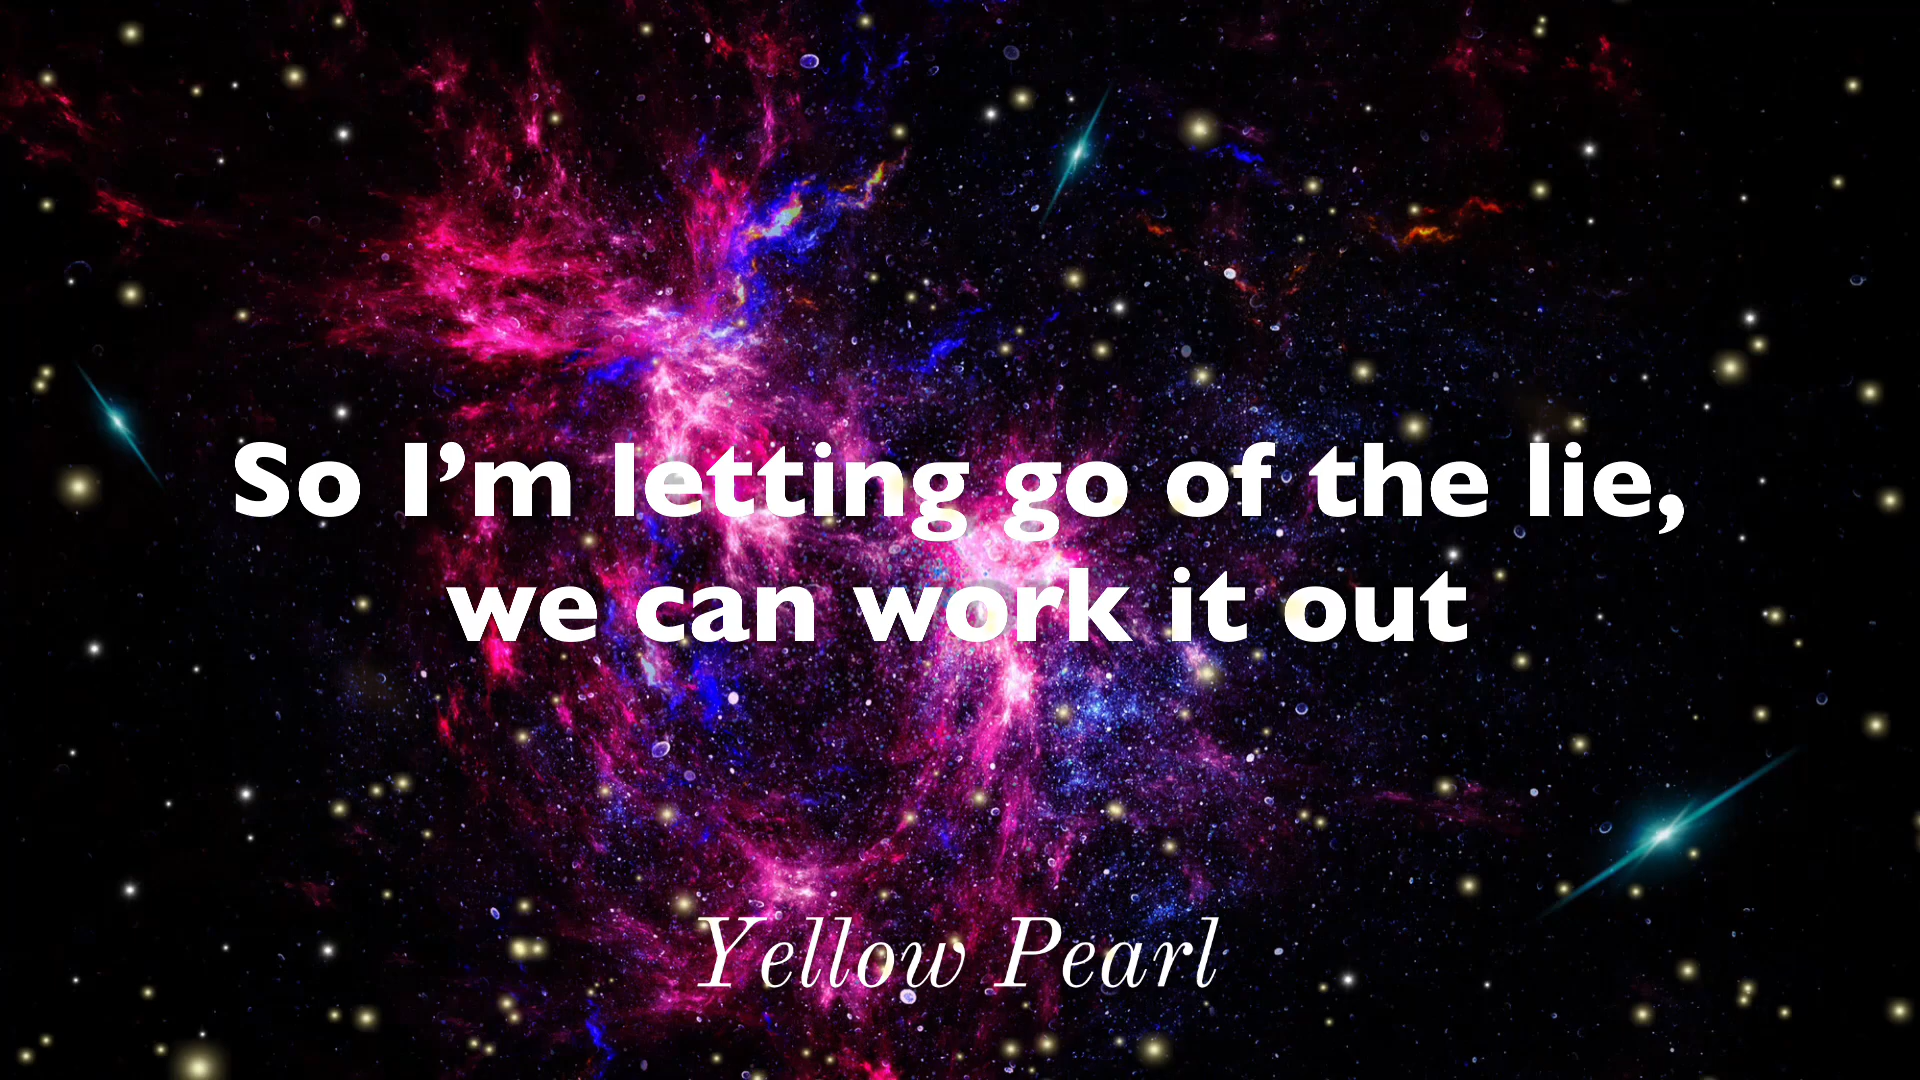 So I’m letting go of the lie,
we can work it out
Yellow Pearl